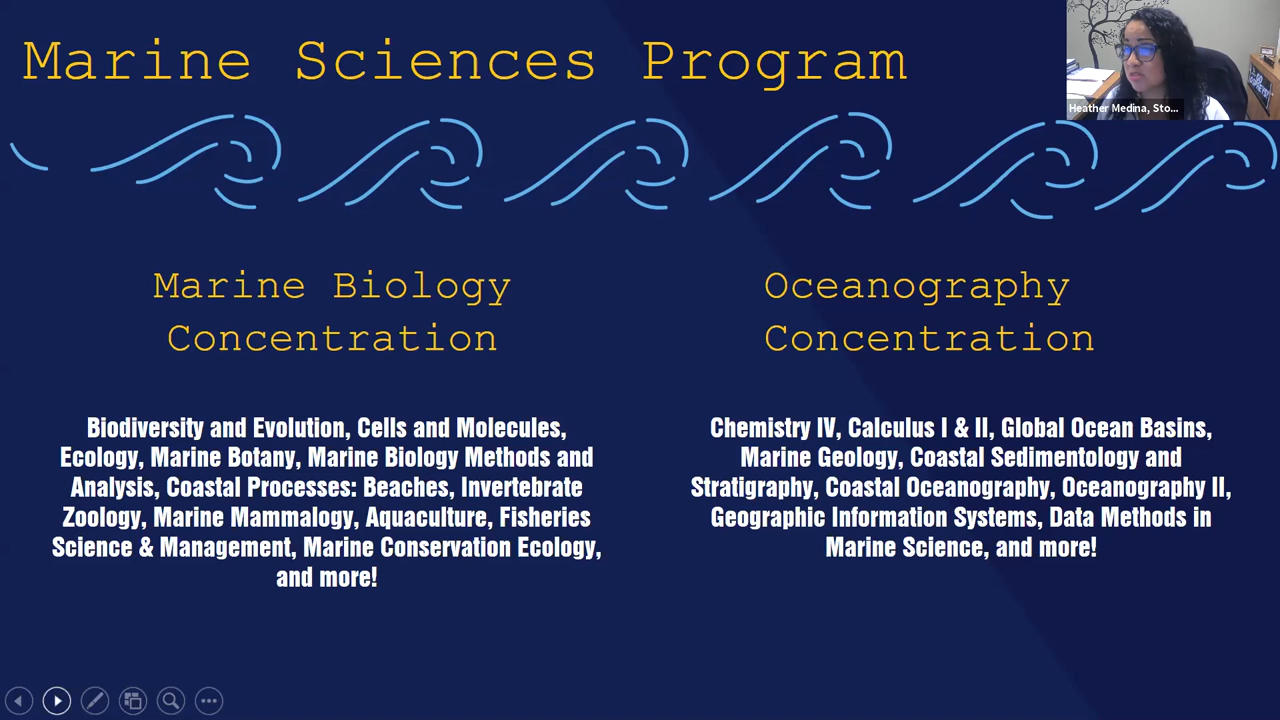 Marine Sciences Program
Heather Medina, Sto...
Marine Biology
Concentration
Biodiversity and Evolution, Cells and Molecules,
Ecology, Marine Botany, Marine Biology Methods and
Analysis, Coastal Processes: Beaches, Invertebrate
Zoology, Marine Mammalogy, Aquaculture, Fisheries
Science & Management, Marine Conservation Ecology,
and more!
Oceanography
Concentration
Chemistry IV, Calculus I & II, Global Ocean Basins,
Marine Geology, Coastal Sedimentology and
Stratigraphy, Coastal Oceanography, Oceanography II,
Geographic Information Systems, Data Methods in
Marine Science, and more!